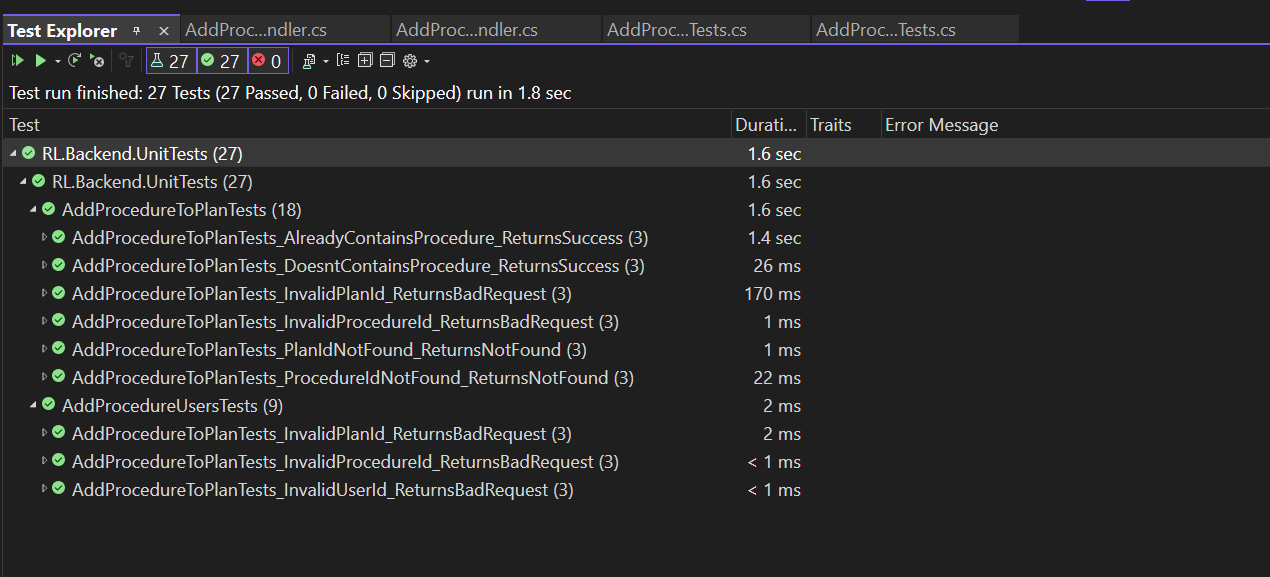 Test Explorer AddProc...ndler.cs AddProc...ndler.cs AddProc...Tests.cs AddProc...Tests.cs
27 27 0
Test run finished: 27 Tests (27 Passed, 0 Failed, 0 Skipped) run in 1.8 sec
Test Durati... Traits Error Message
RL.Backend.UnitTests (27) 1.6 sec
RL.Backend.UnitTests (27) 1.6 sec
AddProcedureToPlanTests (18) 1.6 sec
AddProcedureToPlanTests_AlreadyContainsProcedure_ReturnsSuccess (3) 1.4 sec
AddProcedureToPlanTests_DoesntContainsProcedure_ReturnsSuccess (3) 26 ms
AddProcedureToPlanTests_InvalidPlanId_ReturnsBadRequest (3) 170 ms
AddProcedureToPlanTests_InvalidProcedureId_ReturnsBadRequest (3) 1 ms
AddProcedureToPlanTests_PlanIdNotFound_ReturnsNotFound (3) 1 ms
AddProcedureToPlanTests_ProcedureIdNotFound_ReturnsNotFound (3) 22 ms
AddProcedureUsersTests (9) 2 ms
AddProcedureToPlanTests_InvalidPlanId_ReturnsBadRequest (3) 2 ms
AddProcedureToPlanTests_InvalidProcedureId_ReturnsBadRequest (3) < 1 ms
AddProcedureToPlanTests_InvalidUserId_ReturnsBadRequest (3) < 1 ms